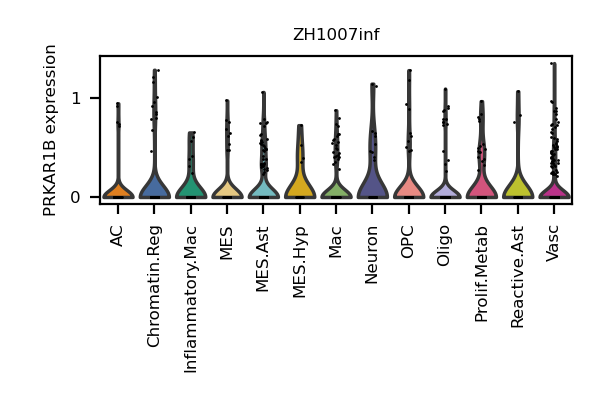 ZH1007inf
PRKAR1B expression
1
0
AC
Chromatin.Reg
Inflammatory.Mac
MES
MES.Ast
MES.Hyp
Mac
Neuron
OPC
Oligo
Prolif.Metab
Reactive.Ast
Vasc